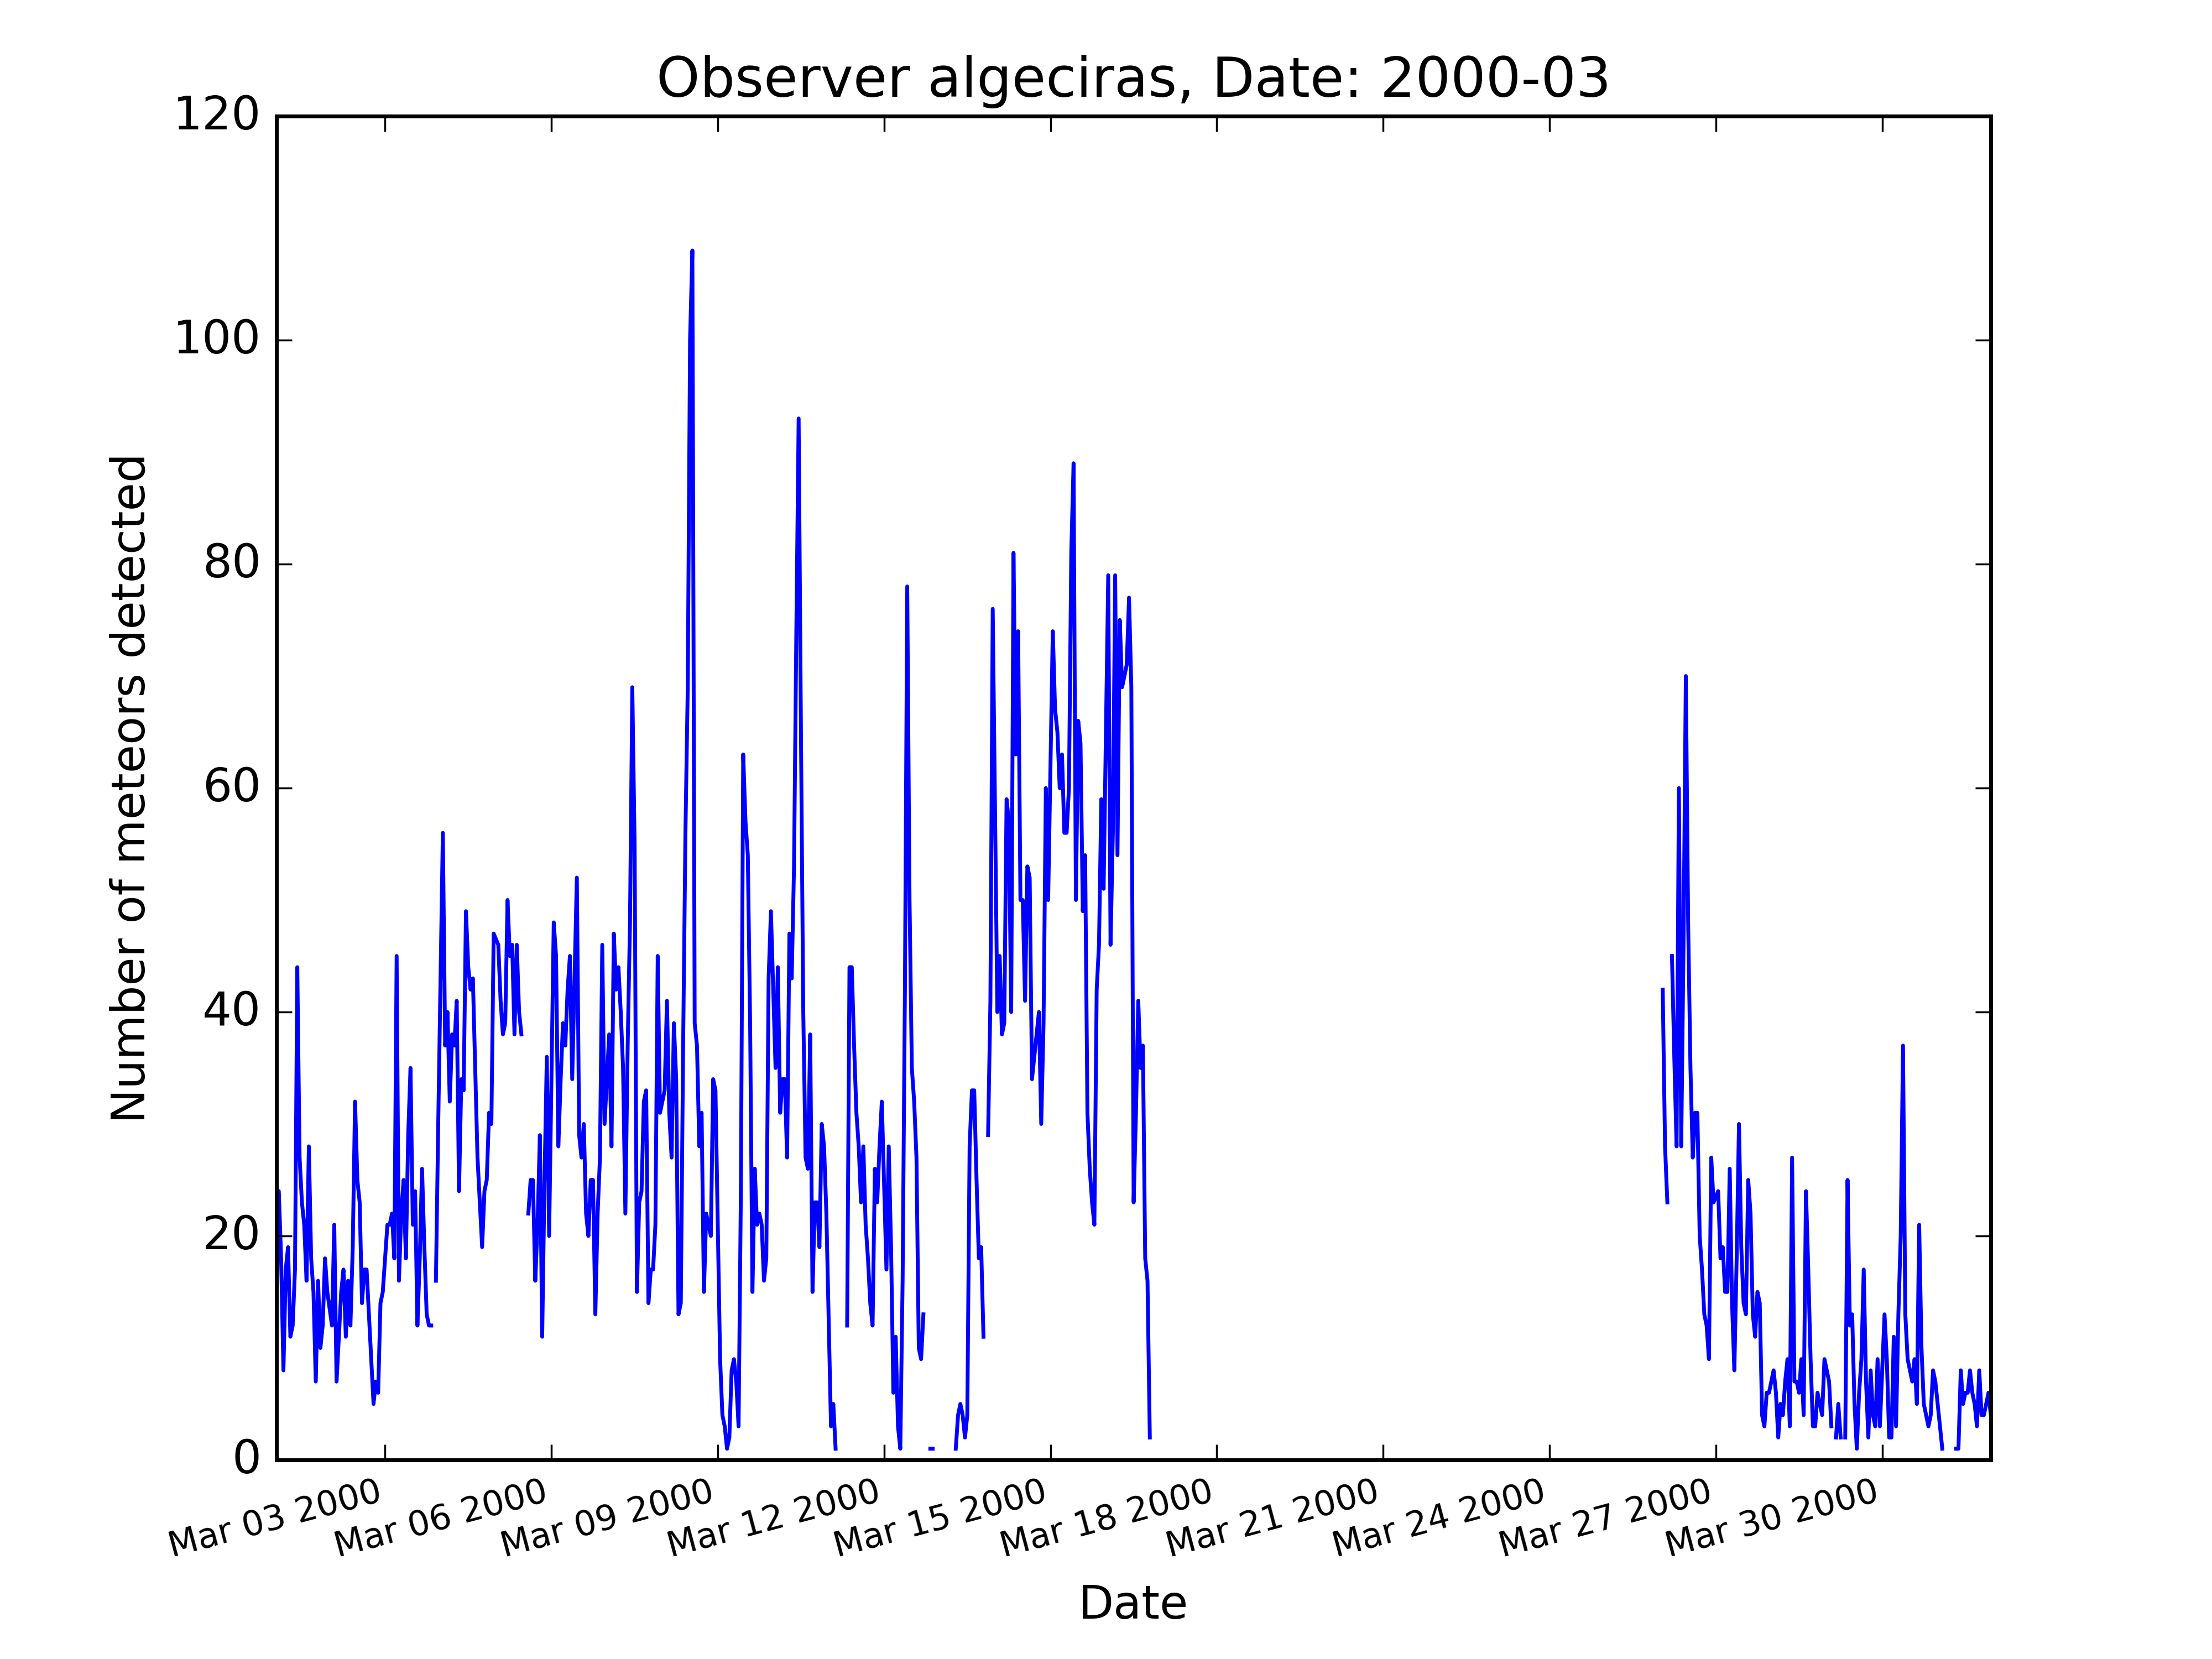 Observer algeciras, Date: 2000-03
120
100
80
60
40
20
0
Number of meteors detected
Mar 03 2000
Mar 06 2000
Mar 09 2000
Mar 12 2000
Mar 15 2000
Mar 18 2000
Mar 21 2000
Mar 24 2000
Mar 27 2000
Mar 30 2000
Date